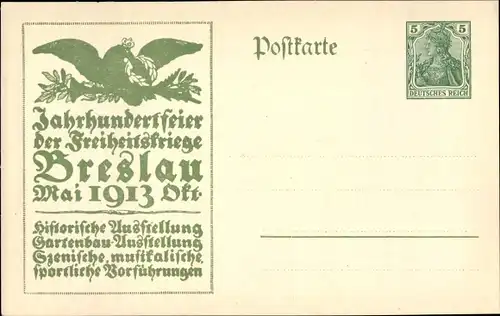 Jahrhundertfeier
der Freiheitskriege
Breslau
Mai 1913 Okt.
Historische Ausstellung
Gartenbau-Ausstellung
Szenische, musikalische,
sportliche Vorführungen
Postkarte
5 5
DEUTSCHES REICH